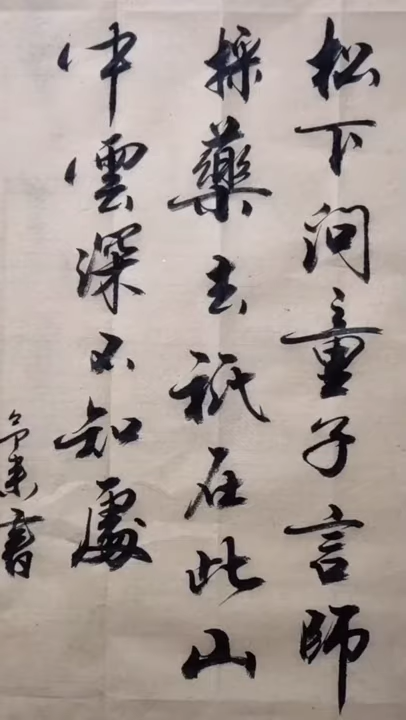 松下問童子言師
採藥去祇在此山
中雲深不知處
書